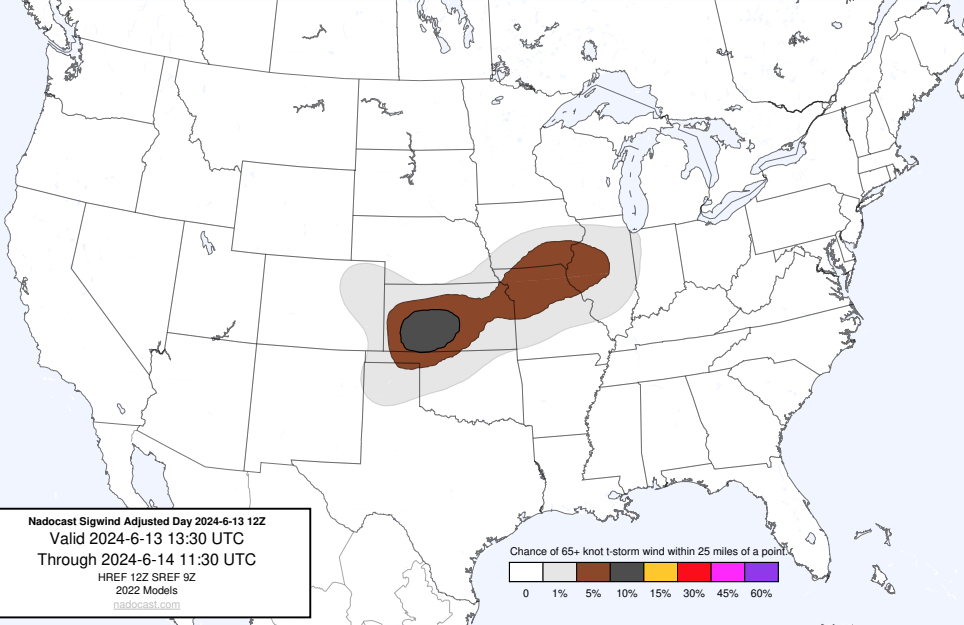 Nadocast Sigwind Adjusted Day 2024-6-13 12Z
Valid 2024-6-13 13:30 UTC
Through 2024-6-14 11:30 UTC
HREF 12Z SREF 9Z
2022 Models
nadocast.com
Chance of 65+ knot t-storm wind within 25 miles of a point.
0 1% 5% 10% 15% 30% 45% 60%